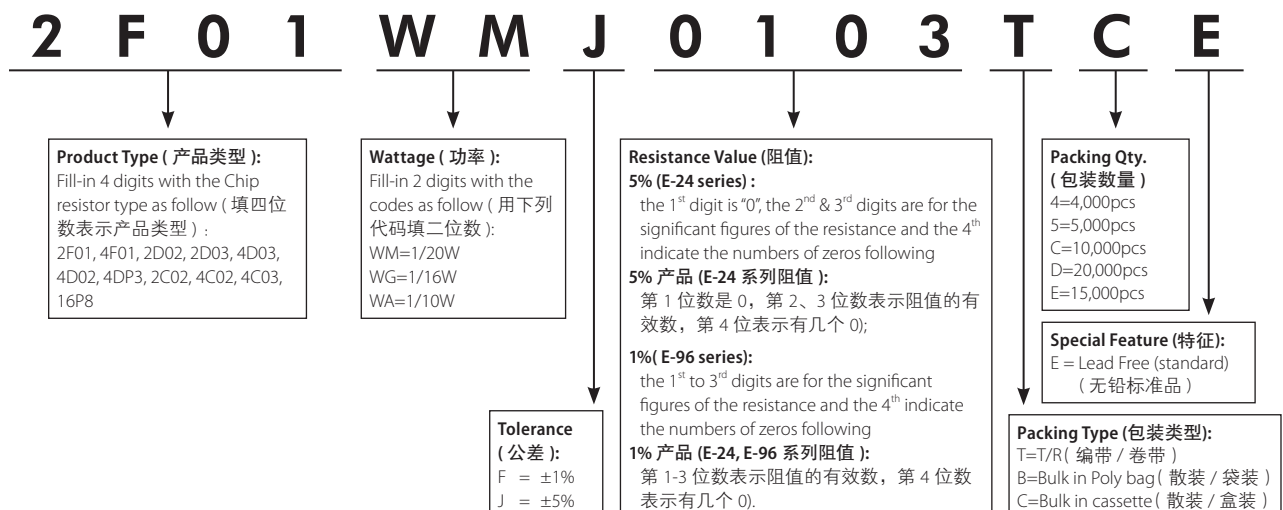 2 F 0 1 W M J 0 1 0 3 T C E
Product Type ( 产品类型 ):
Fill-in 4 digits with the Chip
resistor type as follow ( 填四位
数表示产品类型 ) :
2F01, 4F01, 2D02, 2D03, 4D03,
4D02, 4DP3, 2C02, 4C02, 4C03,
16P8
Wattage ( 功率 ):
Fill-in 2 digits with the
codes as follow ( 用下列
代码填二位数 ):
WM=1/20W
WG=1/16W
WA=1/10W
Tolerance
( 公差 ):
F = ±1%
J = ±5%
Resistance Value (阻值):
5% (E-24 series) :
the 1st digit is "0", the 2nd & 3rd digits are for the
significant figures of the resistance and the 4th
indicate the numbers of zeros following
5% 产品 (E-24 系列阻值 ):
第 1 位数是 0，第 2、3 位数表示阻值的有
效数，第 4 位表示有几个 0);
1%( E-96 series):
the 1st to 3rd digits are for the significant
figures of the resistance and the 4th indicate
the numbers of zeros following
1% 产品 (E-24, E-96 系列阻值 ):
第 1-3 位数表示阻值的有效数，第 4 位数
表示有几个 0).
Packing Qty.
( 包装数量 )
4=4,000pcs
5=5,000pcs
C=10,000pcs
D=20,000pcs
E=15,000pcs
Special Feature (特征):
E = Lead Free (standard)
( 无铅标准品 )
Packing Type (包装类型):
T=T/R( 编带 / 卷带 )
B=Bulk in Poly bag( 散装 / 袋装 )
C=Bulk in cassette( 散装 / 盒装 )